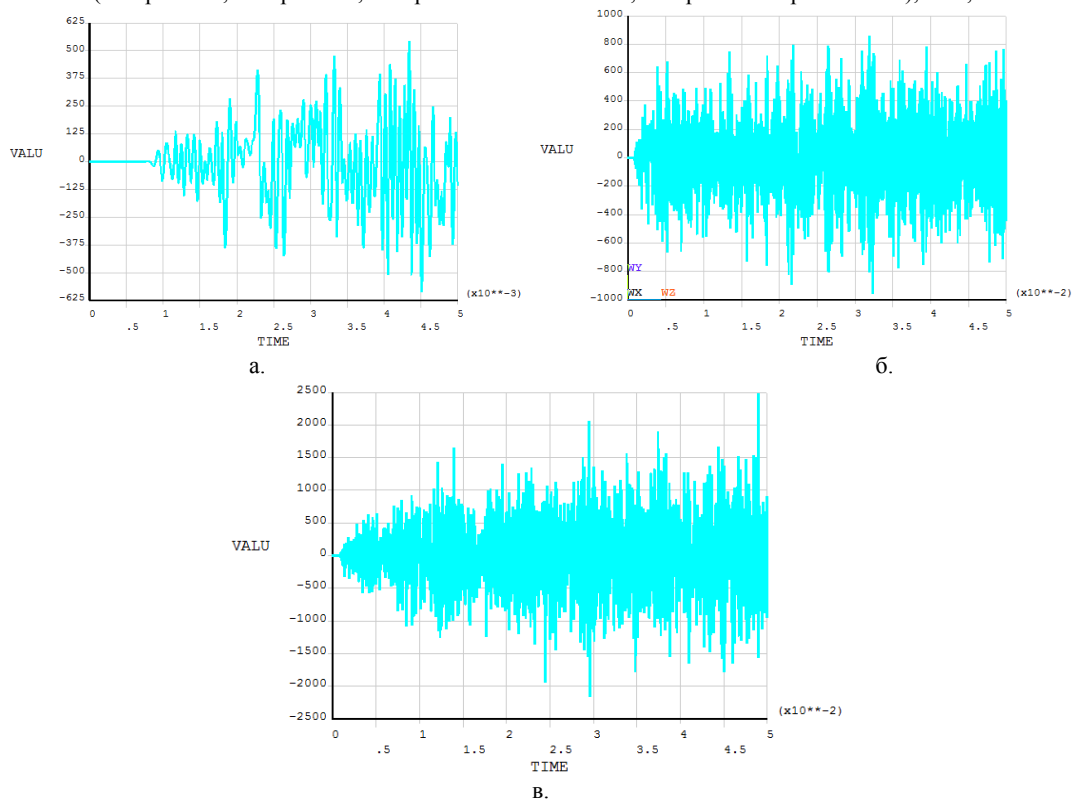 625
500
375
250
125
VALU
0
-125
-250
-375
-500
-625
(x10**-3)
0 1 2 3 4 5
.5 1.5 2.5 3.5 4.5
TIME
а.
1000
800
600
400
200
VALU
0
-200
-400
-600
-800
WY
-1000
WX WZ
(x10**-2)
0 1 2 3 4 5
.5 1.5 2.5 3.5 4.5
TIME
б.
2500
2000
1500
1000
500
VALU
0
-500
-1000
-1500
-2000
-2500
(x10**-2)
0 1 2 3 4 5
.5 1.5 2.5 3.5 4.5
TIME
в.